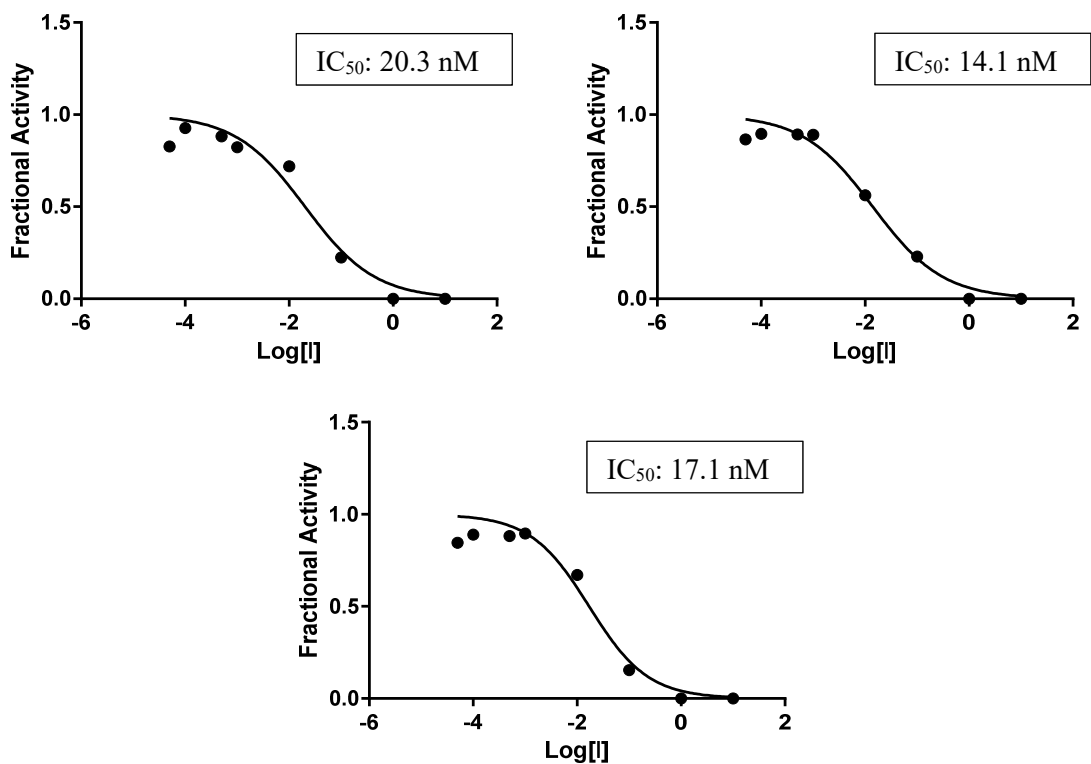 1.5
1.0
0.5
0.0
Fractional Activity
-6 -4 -2 0 2
Log[I]
IC₅₀: 20.3 nM
1.5
1.0
0.5
0.0
Fractional Activity
-6 -4 -2 0 2
Log[I]
IC₅₀: 14.1 nM
1.5
1.0
0.5
0.0
Fractional Activity
-6 -4 -2 0 2
Log[I]
IC₅₀: 17.1 nM